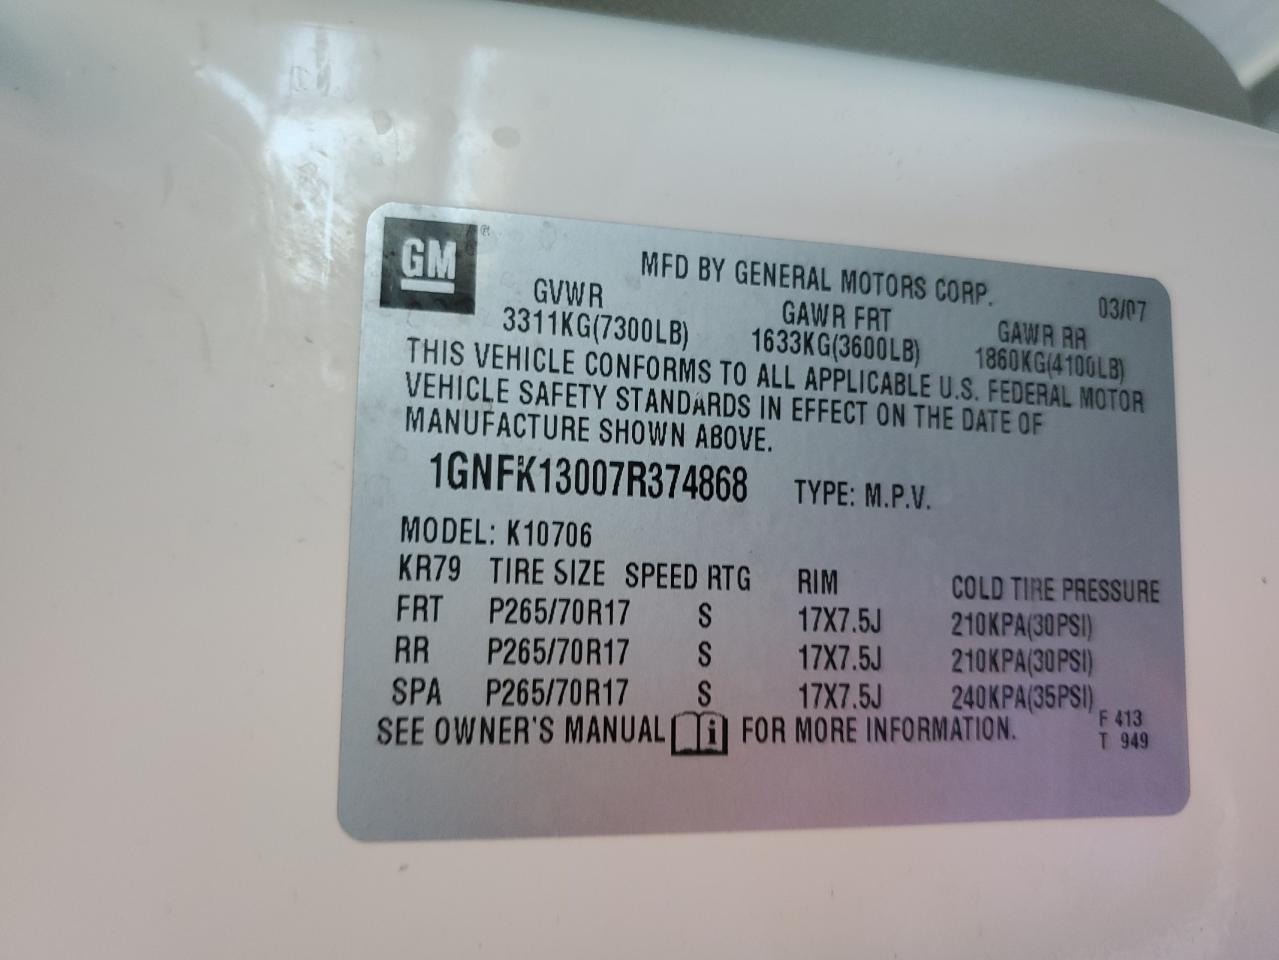 GM®
MFD BY GENERAL MOTORS CORP.
03/07
GVWR GAWR FRT GAWR RR
3311KG(7300LB) 1633KG(3600LB) 1860KG(4100LB)
THIS VEHICLE CONFORMS TO ALL APPLICABLE U.S. FEDERAL MOTOR
VEHICLE SAFETY STANDARDS IN EFFECT ON THE DATE OF
MANUFACTURE SHOWN ABOVE.
1GNFK13007R374868 TYPE: M.P.V.
MODEL: K10706
KR79 TIRE SIZE SPEED RTG RIM COLD TIRE PRESSURE
FRT P265/70R17 S 17X7.5J 210KPA(30PSI)
RR P265/70R17 S 17X7.5J 210KPA(30PSI)
SPA P265/70R17 S 17X7.5J 240KPA(35PSI)
SEE OWNER'S MANUAL i FOR MORE INFORMATION.
F 413
T 949